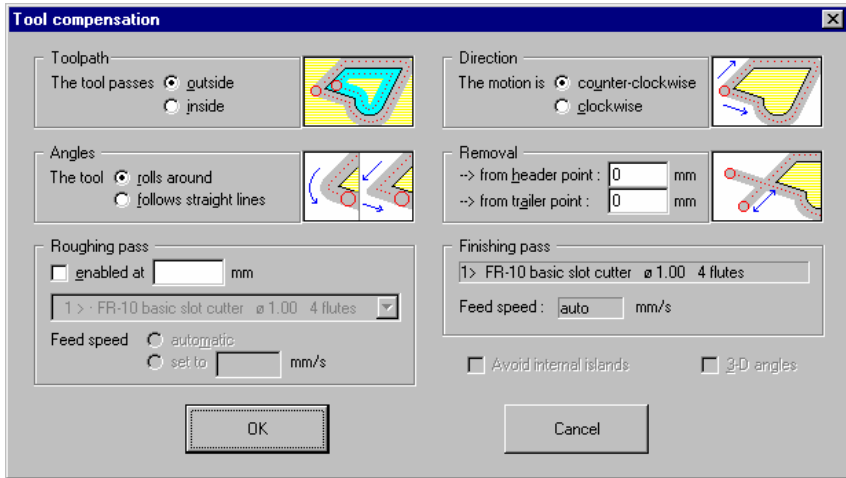 Tool compensation
Toolpath
The tool passes outside
inside
Direction
The motion is counter-clockwise
clockwise
Angles
The tool rolls around
follows straight lines
Removal
--> from header point : 0 mm
--> from trailer point : 0 mm
Roughing pass
enabled at mm
1 > · FR-10 basic slot cutter ø 1.00 4 flutes
Feed speed automatic
set to mm/s
Finishing pass
1> FR-10 basic slot cutter ø 1.00 4 flutes
Feed speed : auto mm/s
Avoid internal islands 3-D angles
OK Cancel